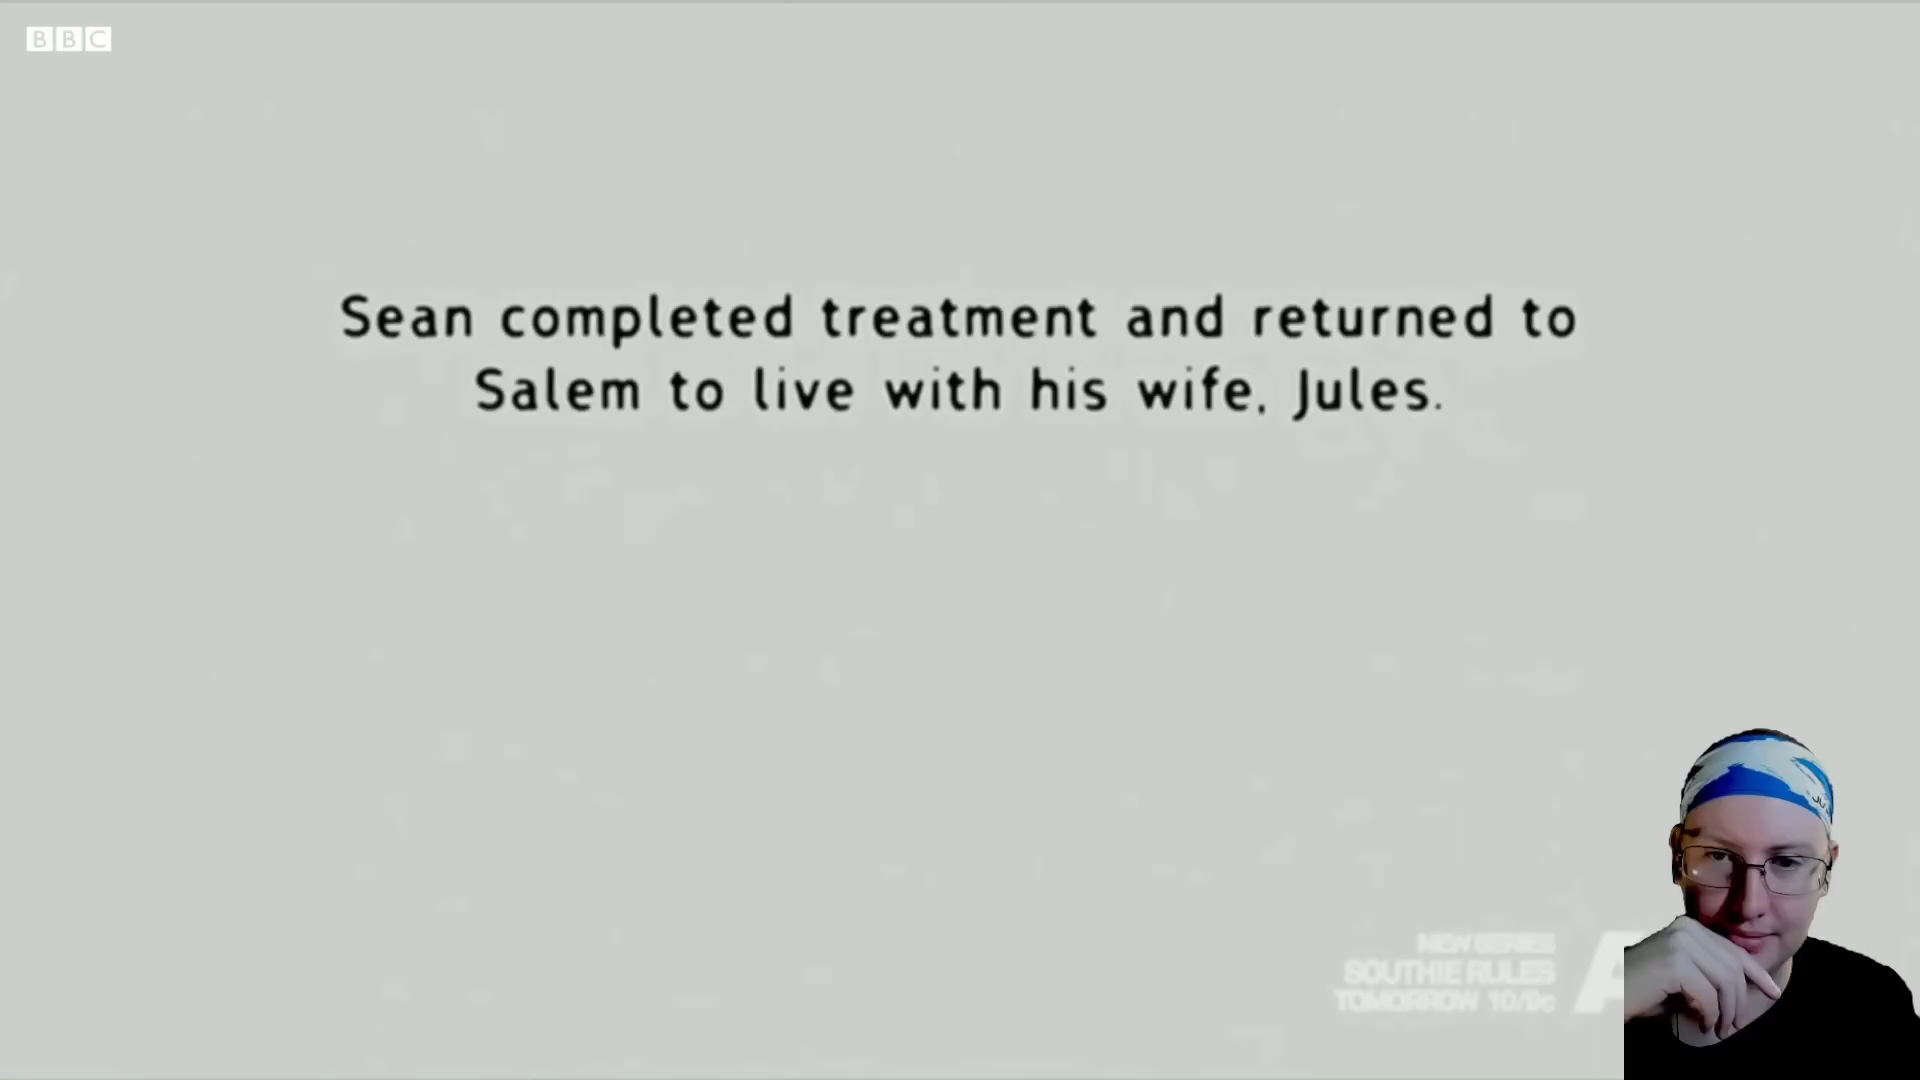 BBC
Sean completed treatment and returned to
Salem to live with his wife, Jules.
NEW SERIES
SOUTHIE RULES
TOMORROW 10/9c